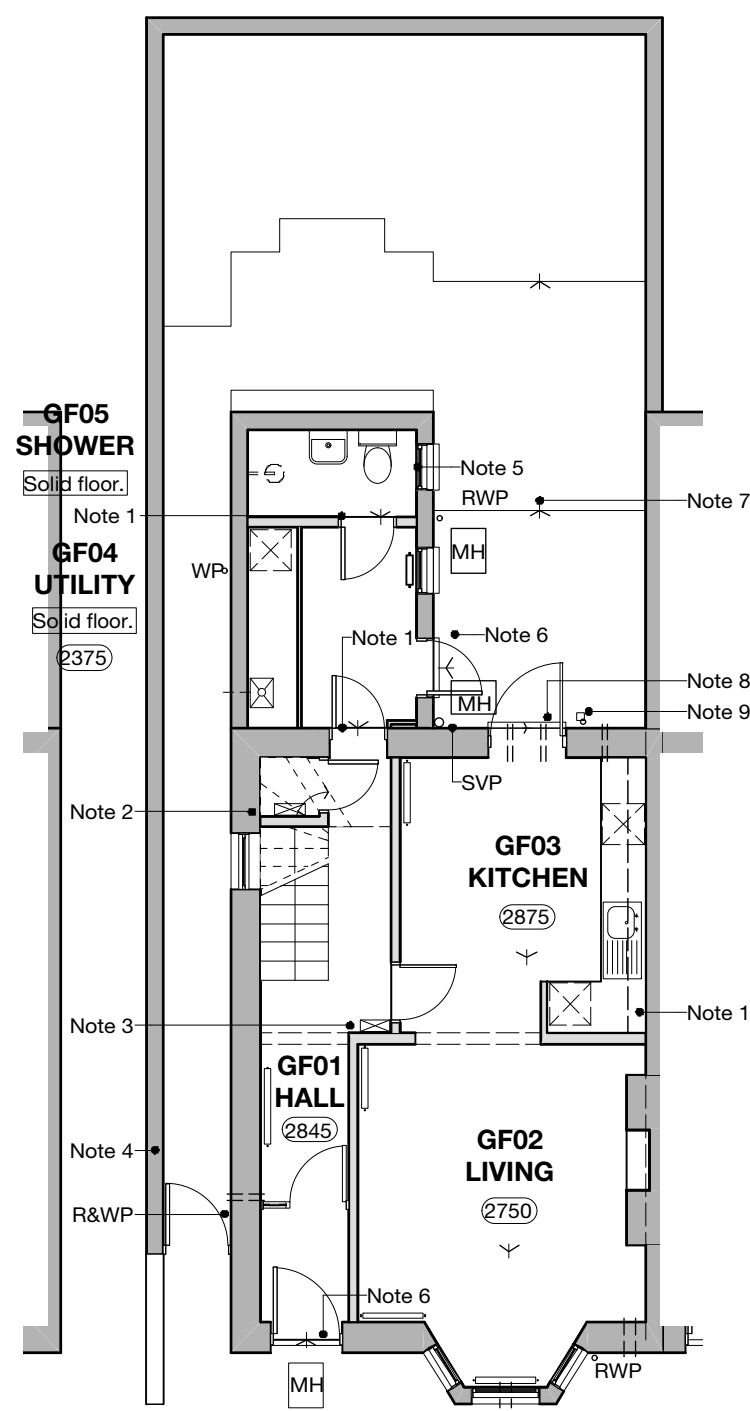 GF05
SHOWER
Solid floor.
Note 5
RWP
Note 7
Note 1
GF04
UTILITY
MH
WP
Solid floor.
Note 1
Note 6
2375
Note 8
MH
Note 9
SVP
Note 2
GF03
KITCHEN
2875
Note 3
Note 1
GF01
HALL
2845
GF02
LIVING
Note 4
R&WP
2750
Note 6
MH
RWP